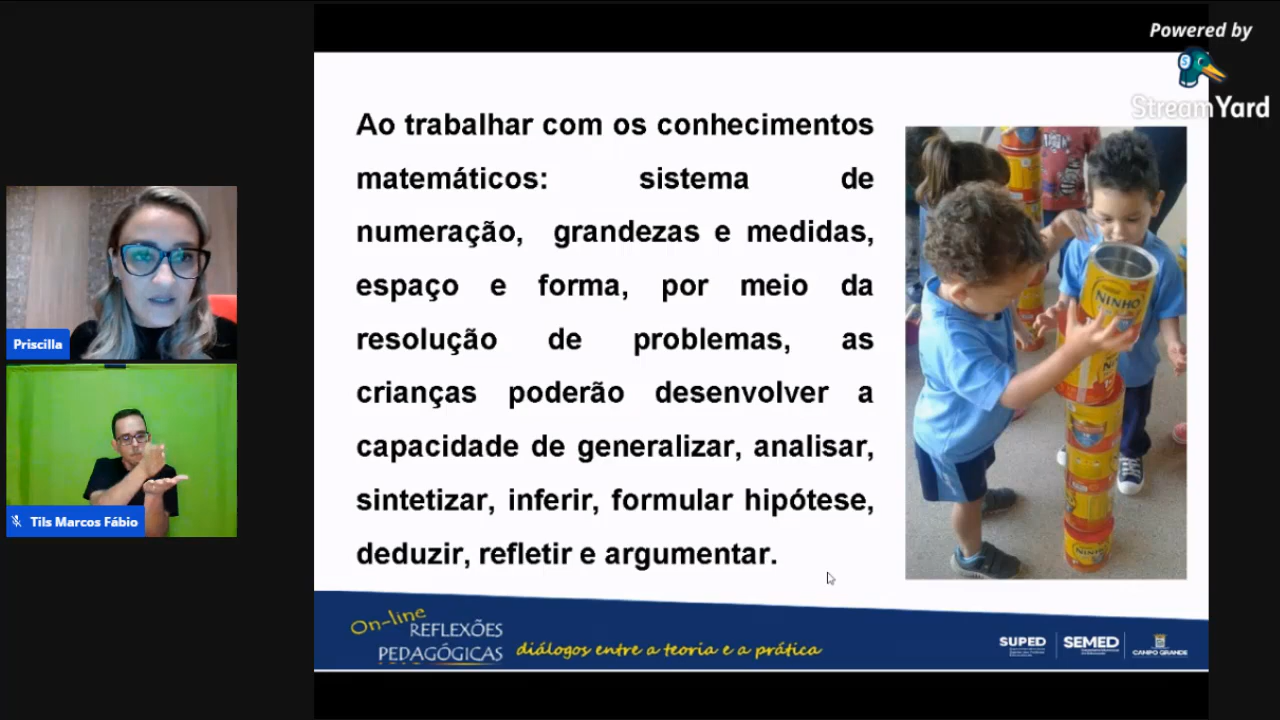 Powered by
StreamYard
Ao trabalhar com os conhecimentos
matemáticos: sistema de
numeração, grandezas e medidas,
espaço e forma, por meio da
resolução de problemas, as
crianças poderão desenvolver a
capacidade de generalizar, analisar,
sintetizar, inferir, formular hipótese,
deduzir, refletir e argumentar.
NINHO
NINHO
Priscilla
Tils Marcos Fábio
On-line
REFLEXÕES
PEDAGÓGICAS
diálogos entre a teoria e a prática
SUPED
SEMED
CAMPO GRANDE